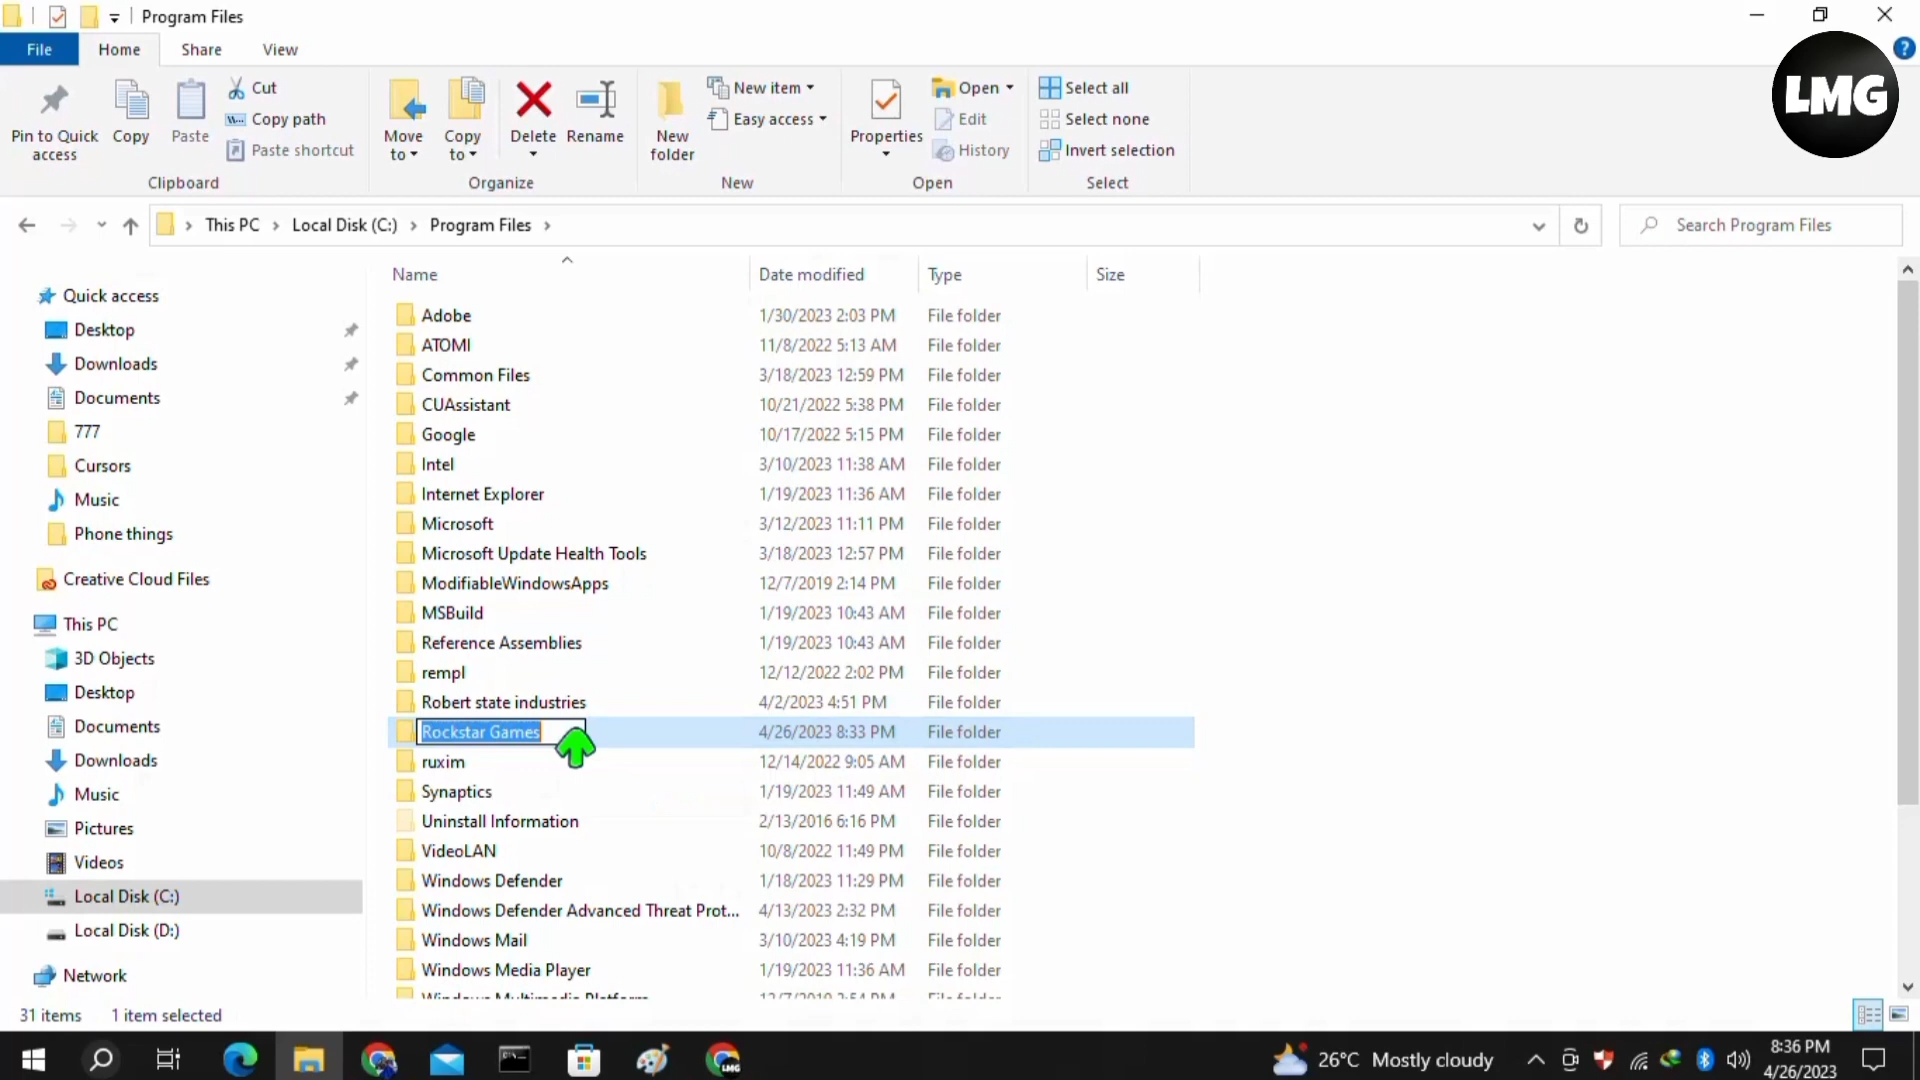 Program Files
File Home Share View
LMG
Pin to Quick access
Copy
Paste
Cut
Copy path
Paste shortcut
Move to
Copy to
Delete
Rename
New folder
New item
Easy access
Properties
Open
Edit
History
Select all
Select none
Invert selection
Clipboard Organize New Open Select
This PC > Local Disk (C:) > Program Files >
Search Program Files
Name Date modified Type Size
Quick access
Desktop
Downloads
Documents
777
Cursors
Music
Phone things
Creative Cloud Files
This PC
3D Objects
Desktop
Documents
Downloads
Music
Pictures
Videos
Local Disk (C:)
Local Disk (D:)
Network
Adobe 1/30/2023 2:03 PM File folder
ATOMI 11/8/2022 5:13 AM File folder
Common Files 3/18/2023 12:59 PM File folder
CUAssistant 10/21/2022 5:38 PM File folder
Google 10/17/2022 5:15 PM File folder
Intel 3/10/2023 11:38 AM File folder
Internet Explorer 1/19/2023 11:36 AM File folder
Microsoft 3/12/2023 11:11 PM File folder
Microsoft Update Health Tools 3/18/2023 12:57 PM File folder
ModifiableWindowsApps 12/7/2019 2:14 PM File folder
MSBuild 1/19/2023 10:43 AM File folder
Reference Assemblies 1/19/2023 10:43 AM File folder
rempl 12/12/2022 2:02 PM File folder
Robert state industries 4/2/2023 4:51 PM File folder
Rockstar Games 4/26/2023 8:33 PM File folder
ruxim 12/14/2022 9:05 AM File folder
Synaptics 1/19/2023 11:49 AM File folder
Uninstall Information 2/13/2016 6:16 PM File folder
VideoLAN 10/8/2022 11:49 PM File folder
Windows Defender 1/18/2023 11:29 PM File folder
Windows Defender Advanced Threat Prot... 4/13/2023 2:32 PM File folder
Windows Mail 3/10/2023 4:19 PM File folder
Windows Media Player 1/19/2023 11:36 AM File folder
Windows Multimedia Platform 12/7/2019 2:54 PM File folder
31 items 1 item selected
LMG
26°C Mostly cloudy
8:36 PM
4/26/2023